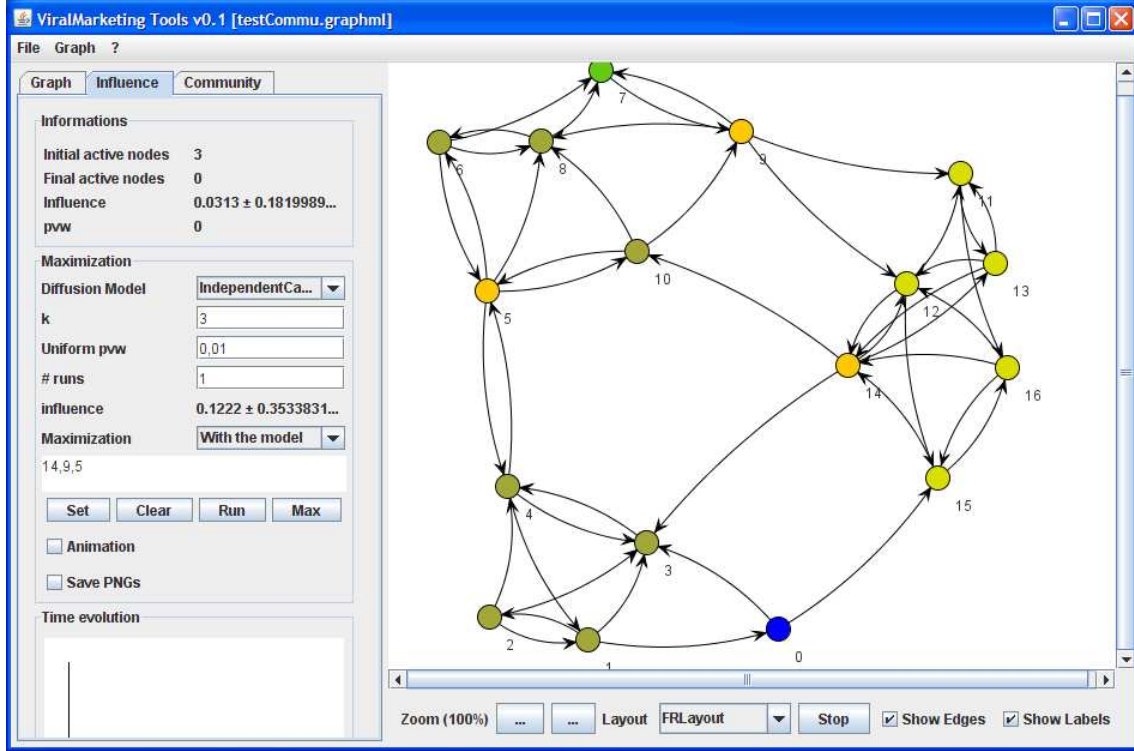 ViralMarketing Tools v0.1 [testCommu.graphml]
File Graph ?
Graph Influence Community
Informations
Initial active nodes 3
Final active nodes 0
Influence 0.0313 ± 0.1819989...
pvw 0
Maximization
Diffusion Model IndependentCa...
k 3
Uniform pvw 0,01
# runs 1
influence 0.1222 ± 0.3533831...
Maximization With the model
14,9,5
Set Clear Run Max
Animation
Save PNGs
Time evolution
7
9
6
8
11
10
13
12
5
14
16
15
4
3
2
1
0
Zoom (100%) ... ... Layout FRLayout Stop Show Edges Show Labels